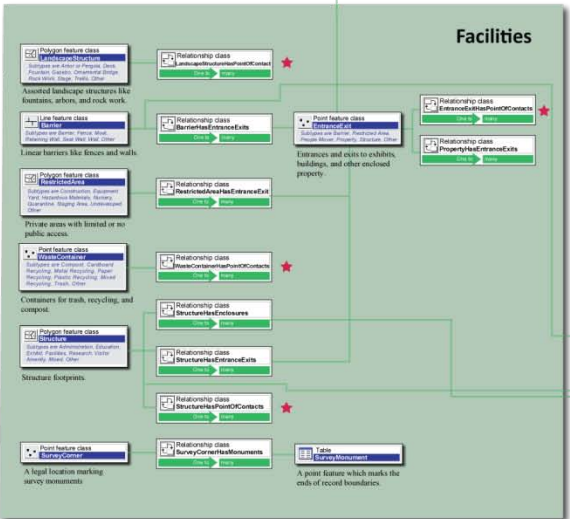 Facilities
Polygon feature class
LandscapeStructure
Subtypes are Arbor or Pergola, Deck,
Fountain, Gazebo, Ornamental Bridge,
Rock Work, Stage, Trellis, Other
Assorted landscape structures like
fountains, arbors, and rock work.
Relationship class
LandscapeStructureHasPointOfContact
One to many
Line feature class
Barrier
Subtypes are Barrier, Fence, Moat,
Retaining Wall, Seat Wall, Wall, Other
Linear barriers like fences and walls.
Relationship class
BarrierHasEntranceExits
One to many
Point feature class
EntranceExit
Subtypes are Barrier, Restricted Area,
People Mover, Property, Structure, Other
Entrances and exits to exhibits,
buildings, and other enclosed
property.
Relationship class
EntranceExitHasPointOfContacts
One to many
Relationship class
PropertyHasEntranceExits
One to many
Polygon feature class
RestrictedArea
Subtypes are Construction, Equipment
Yard, Hazardous Materials, Nursery,
Quarantine, Staging Area, Undeveloped,
Other
Private areas with limited or no
public access.
Relationship class
RestrictedAreaHasEntranceExit
One to many
Point feature class
WasteContainer
Subtypes are Compost, Cardboard
Recycling, Metal Recycling, Paper
Recycling, Plastic Recycling, Mixed
Recycling, Trash, Other
Containers for trash, recycling, and
compost.
Relationship class
WasteContainerHasPointOfContacts
One to many
Polygon feature class
Structure
Subtypes are Administration, Education,
Exhibit, Facilities, Research, Visitor
Amenity, Mixed, Other
Structure footprints.
Relationship class
StructureHasEnclosures
One to many
Relationship class
StructureHasEntranceExits
One to many
Relationship class
StructureHasPointOfContacts
One to many
Point feature class
SurveyCorner
A legal location marking
survey monuments
Relationship class
SurveyCornerHasMonuments
One to many
Table
SurveyMonument
A point feature which marks the
ends of record boundaries.